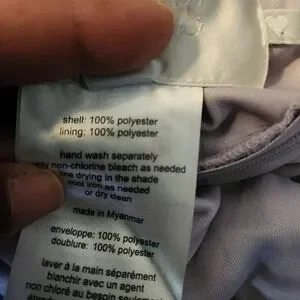 shell: 100% polyester
lining: 100% polyester
hand wash separately
only non-chlorine bleach as needed
line drying in the shade
cool iron as needed
or dry clean
made in Myanmar
enveloppe: 100% polyester
doublure: 100% polyester
laver à la main séparément
blanchir avec un agent
non chloré au besoin seulement